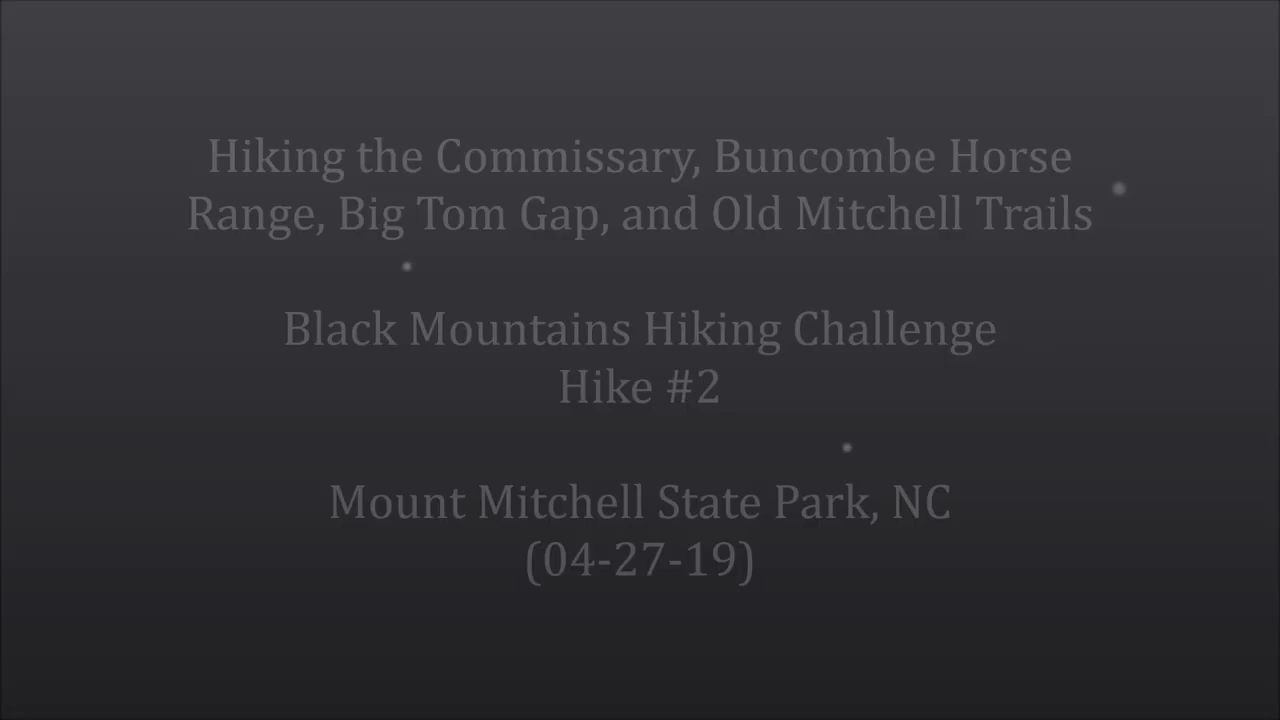 Hiking the Commissary, Buncombe Horse
Range, Big Tom Gap, and Old Mitchell Trails
Black Mountains Hiking Challenge
Hike #2
Mount Mitchell State Park, NC
(04-27-19)